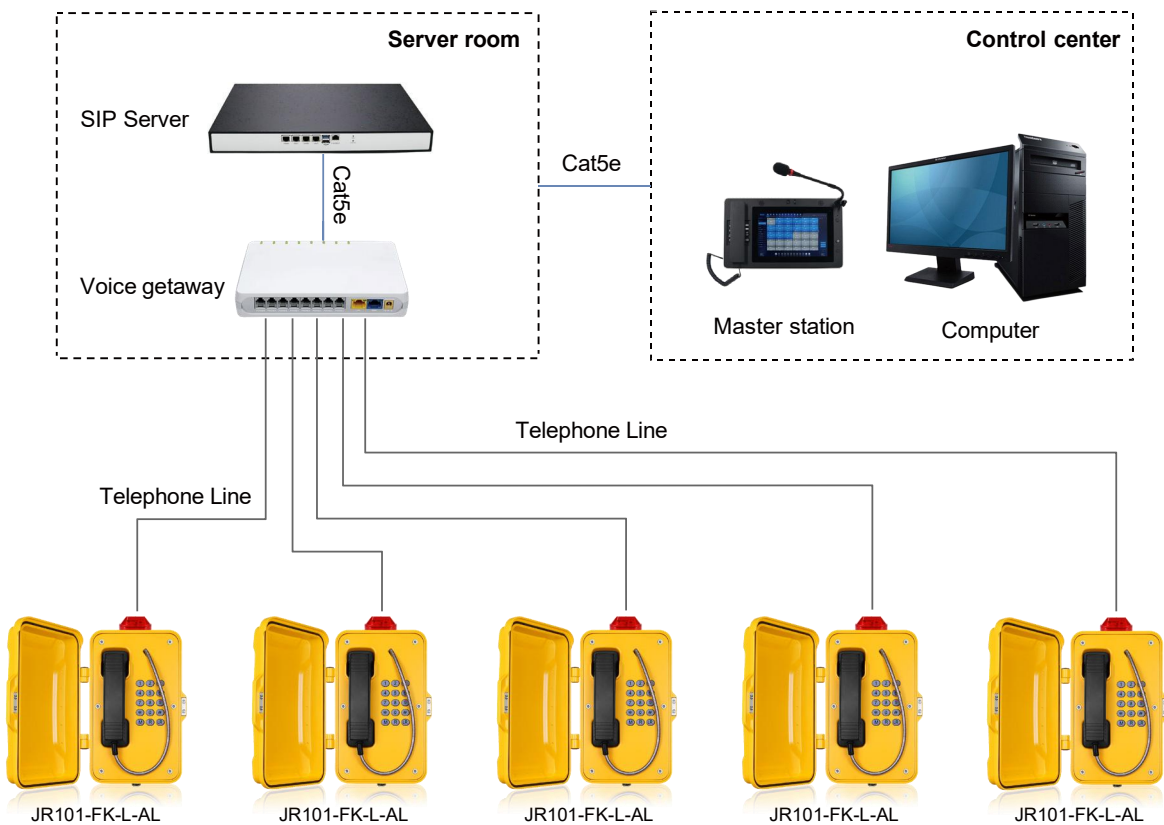 Server room
Control center
SIP Server
Cat5e
Cat5e
Voice getaway
Master station
Computer
Telephone Line
Telephone Line
JR101-FK-L-AL
JR101-FK-L-AL
JR101-FK-L-AL
JR101-FK-L-AL
JR101-FK-L-AL